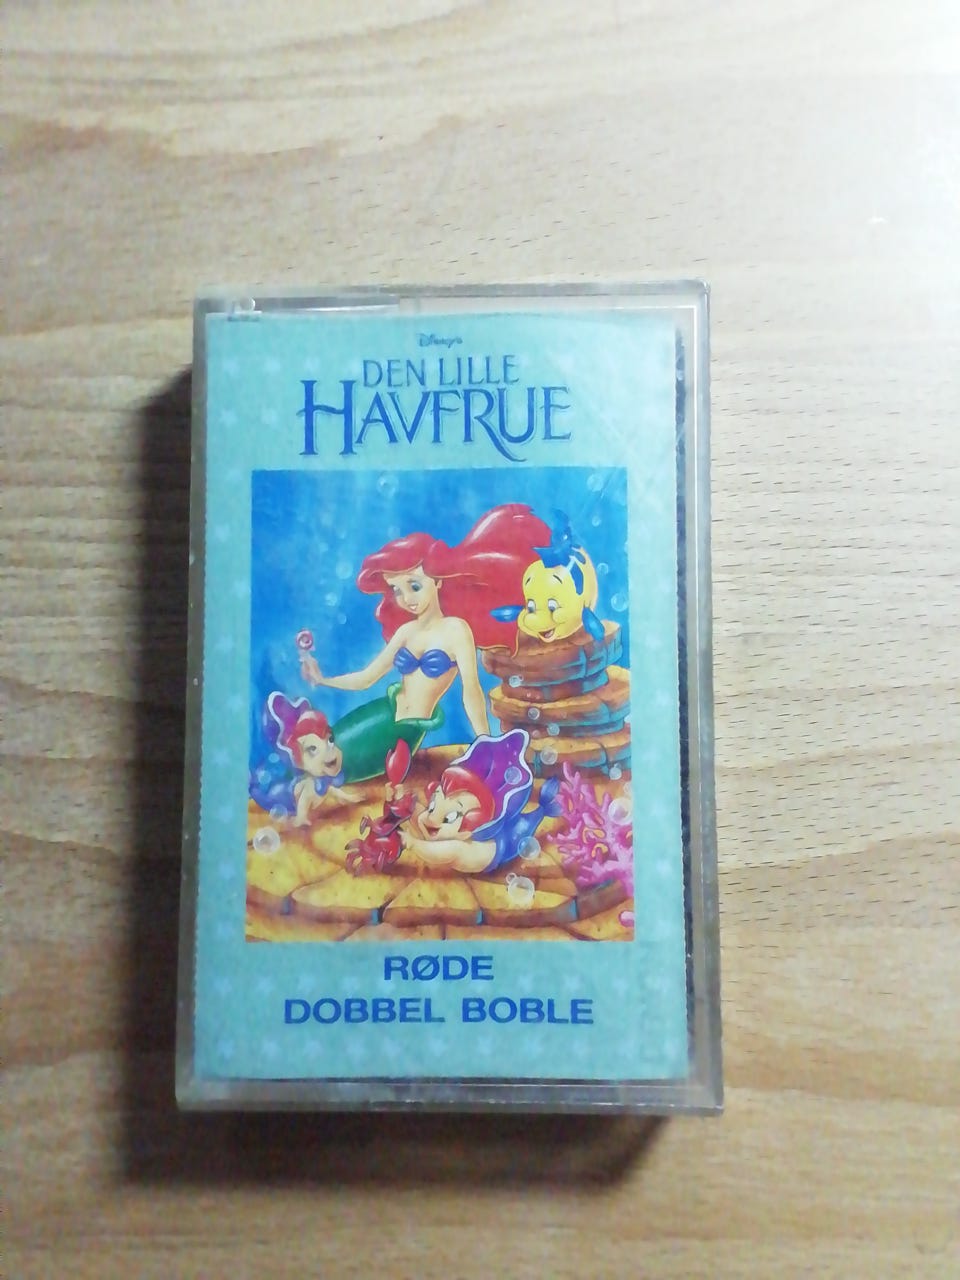 Disney's
DEN LILLE
HAVFRUE
RØDE
DOBBEL BOBLE